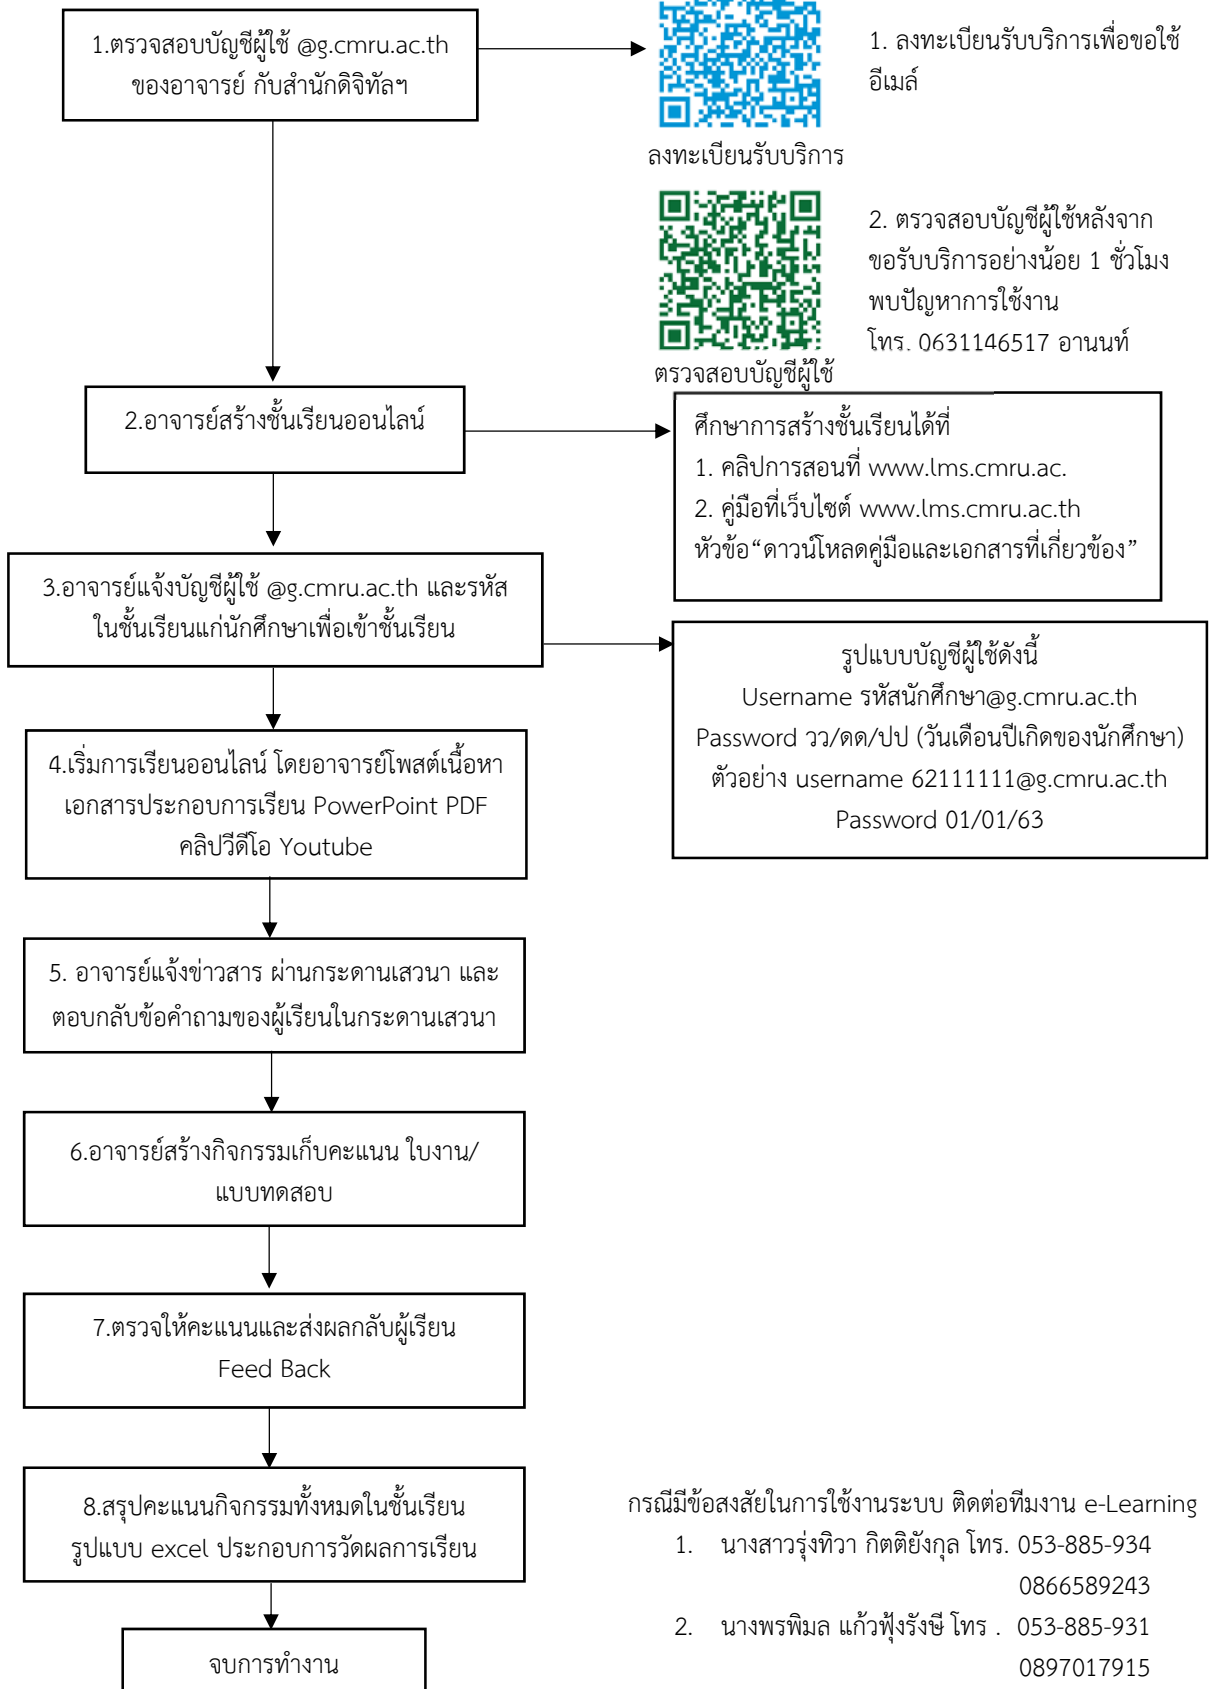 1.ตรวจสอบบัญชีผู้ใช้ @g.cmru.ac.th
ของอาจารย์ กับสำนักดิจิทัลฯ
1. ลงทะเบียนรับบริการเพื่อขอใช้
อีเมล์
ลงทะเบียนรับบริการ
2. ตรวจสอบบัญชีผู้ใช้หลังจาก
ขอรับบริการอย่างน้อย 1 ชั่วโมง
พบปัญหาการใช้งาน
โทร. 0631146517 อานนท์
ตรวจสอบบัญชีผู้ใช้
2.อาจารย์สร้างชั้นเรียนออนไลน์
ศึกษาการสร้างชั้นเรียนได้ที่
1. คลิปการสอนที่ www.lms.cmru.ac.
2. คู่มือที่เว็บไซต์ www.lms.cmru.ac.th
หัวข้อ“ดาวน์โหลดคู่มือและเอกสารที่เกี่ยวข้อง”
3.อาจารย์แจ้งบัญชีผู้ใช้ @g.cmru.ac.th และรหัส
ในชั้นเรียนแก่นักศึกษาเพื่อเข้าชั้นเรียน
รูปแบบบัญชีผู้ใช้ดังนี้
Username รหัสนักศึกษา@g.cmru.ac.th
Password วว/ดด/ปป (วันเดือนปีเกิดของนักศึกษา)
ตัวอย่าง username 62111111@g.cmru.ac.th
Password 01/01/63
4.เริ่มการเรียนออนไลน์ โดยอาจารย์โพสต์เนื้อหา
เอกสารประกอบการเรียน PowerPoint PDF
คลิปวีดีโอ Youtube
5. อาจารย์แจ้งข่าวสาร ผ่านกระดานเสวนา และ
ตอบกลับข้อคำถามของผู้เรียนในกระดานเสวนา
6.อาจารย์สร้างกิจกรรมเก็บคะแนน ใบงาน/
แบบทดสอบ
7.ตรวจให้คะแนนและส่งผลกลับผู้เรียน
Feed Back
8.สรุปคะแนนกิจกรรมทั้งหมดในชั้นเรียน
รูปแบบ excel ประกอบการวัดผลการเรียน
จบการทำงาน
กรณีมีข้อสงสัยในการใช้งานระบบ ติดต่อทีมงาน e-Learning
1. นางสาวรุ่งทิวา กิตติยังกุล โทร. 053-885-934
0866589243
2. นางพรพิมล แก้วฟุ้งรังษี โทร . 053-885-931
0897017915